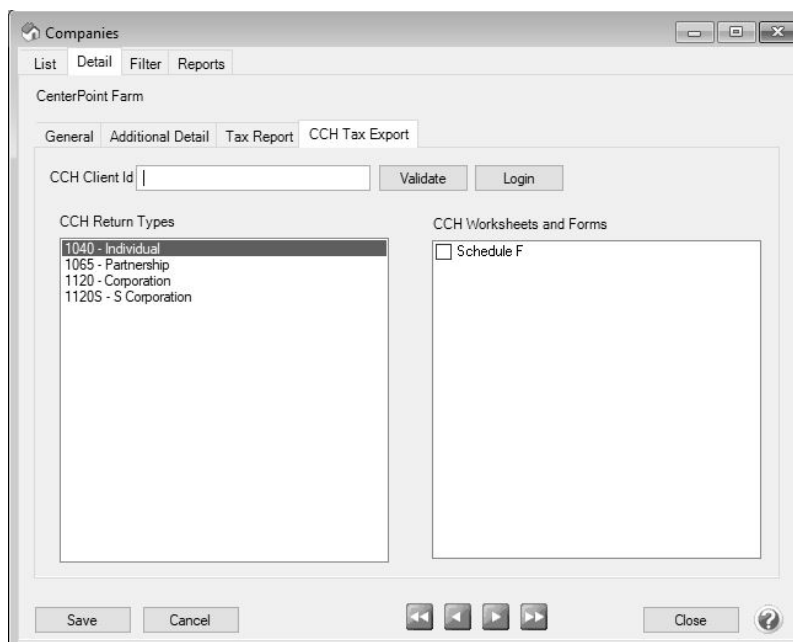 Companies
List Detail Filter Reports
CenterPoint Farm
General Additional Detail Tax Report CCH Tax Export
CCH Client Id Validate Login
CCH Return Types
1040 - Individual
1065 - Partnership
1120 - Corporation
1120S - S Corporation
CCH Worksheets and Forms
Schedule F
Save Cancel Close ?